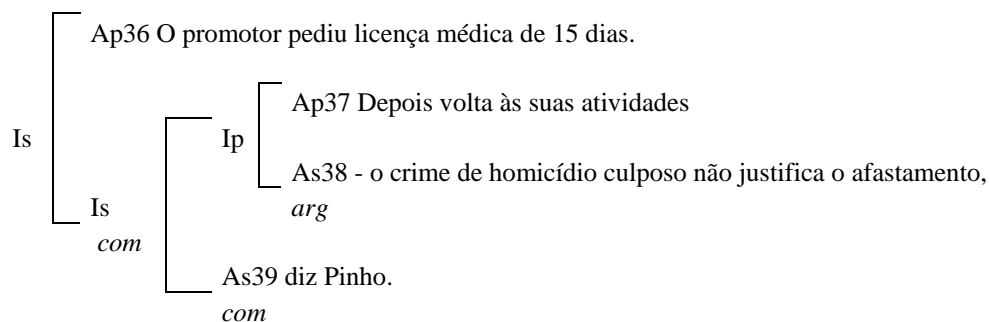 Ap36 O promotor pediu licença médica de 15 dias.
Ap37 Depois volta às suas atividades
Is
Ip
As38 - o crime de homicídio culposo não justifica o afastamento,
Is
arg
com
As39 diz Pinho.
com